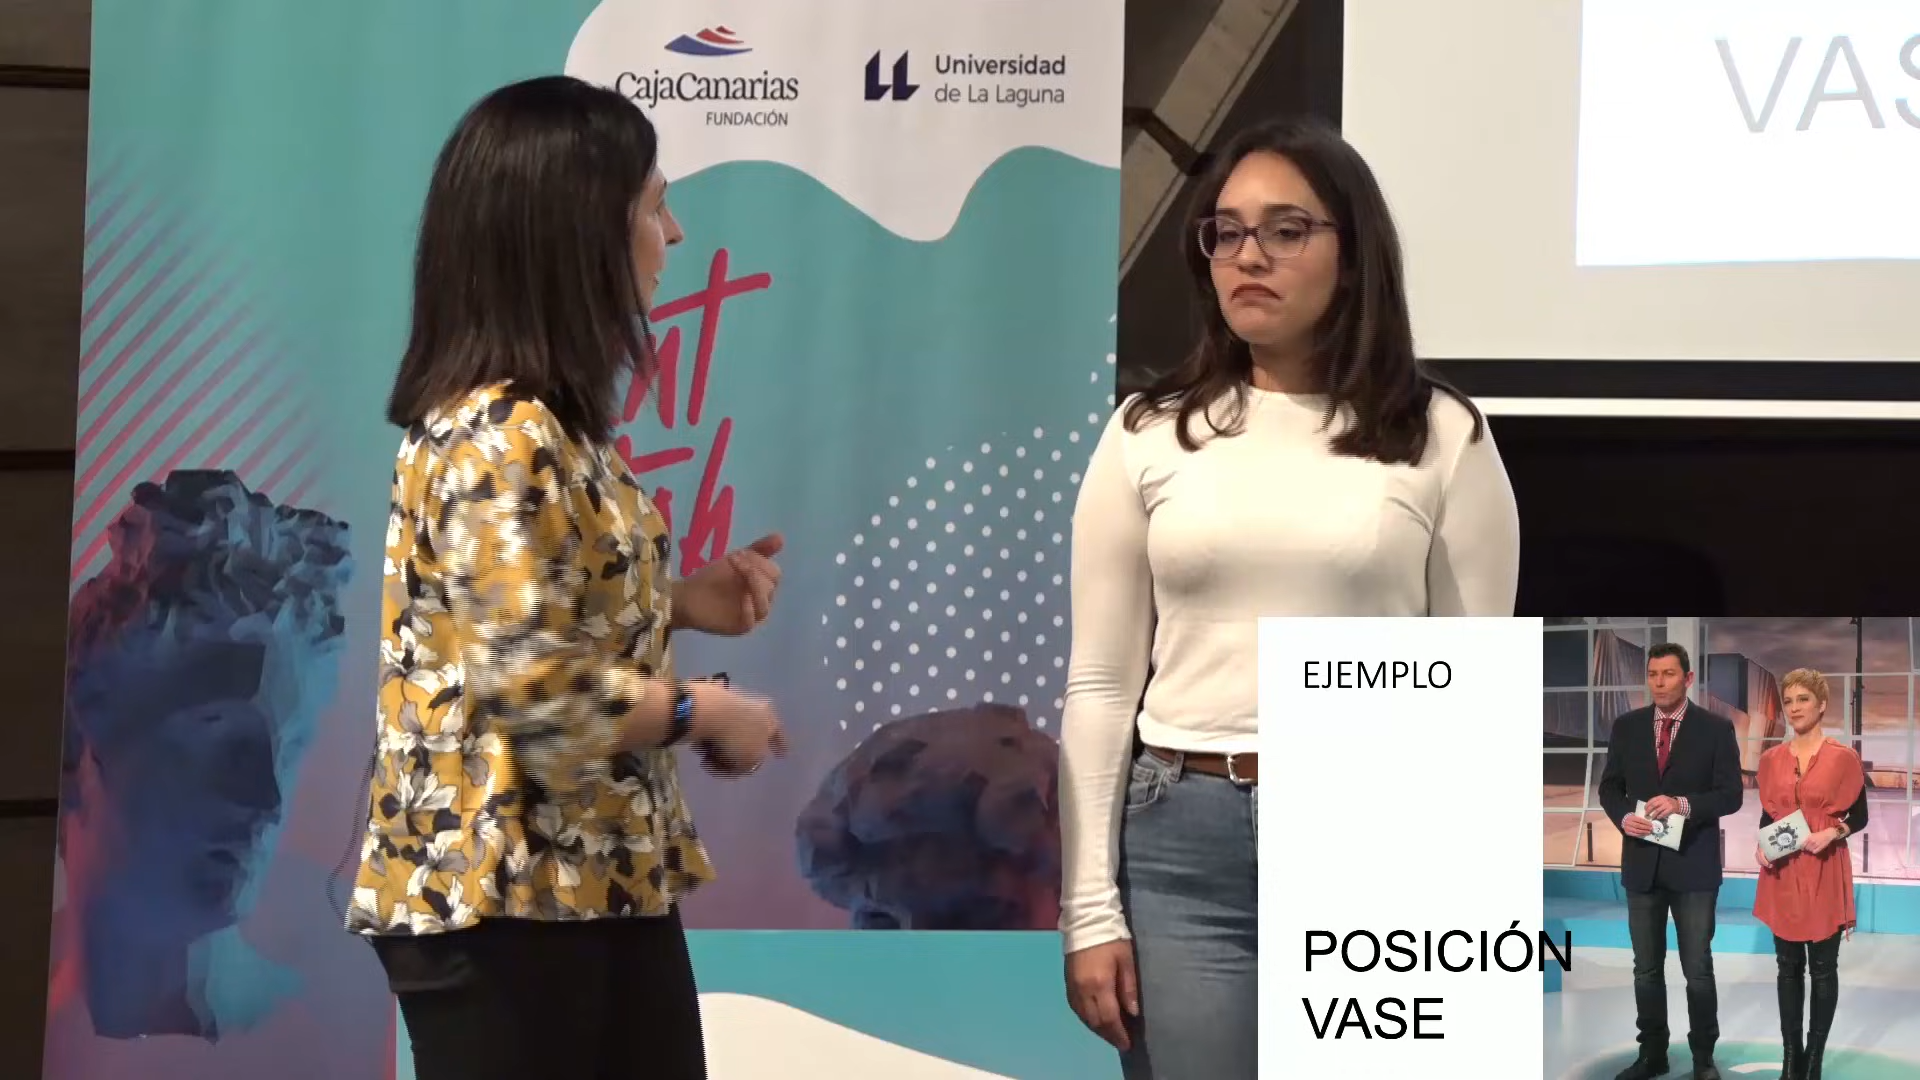 CajaCanarias
FUNDACIÓN
Universidad
de La Laguna
VAS
EJEMPLO
POSICIÓN
VASE